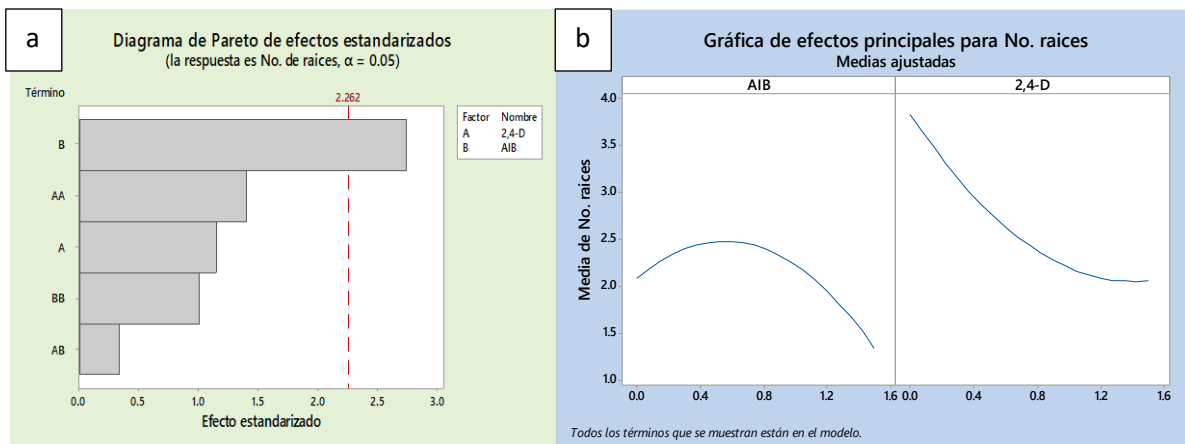 a
Diagrama de Pareto de efectos estandarizados
(la respuesta es No. de raices, α = 0.05)
Término
2.262
Factor Nombre
A 2,4-D
B AIB
B
AA
A
BB
AB
0.0 0.5 1.0 1.5 2.0 2.5 3.0
Efecto estandarizado
b
Gráfica de efectos principales para No. raices
Medias ajustadas
AIB 2,4-D
Media de No. raices
4.0
3.5
3.0
2.5
2.0
1.5
1.0
0.0 0.4 0.8 1.2 1.6 0.0 0.4 0.8 1.2 1.6
Todos los términos que se muestran están en el modelo.